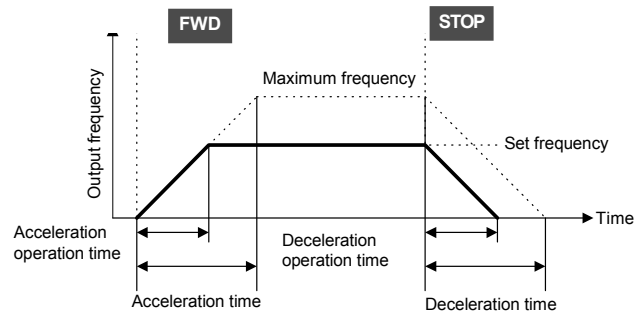 FWD
STOP
Output frequency
Maximum frequency
Set frequency
Time
Acceleration
operation time
Deceleration
operation time
Acceleration time
Deceleration time